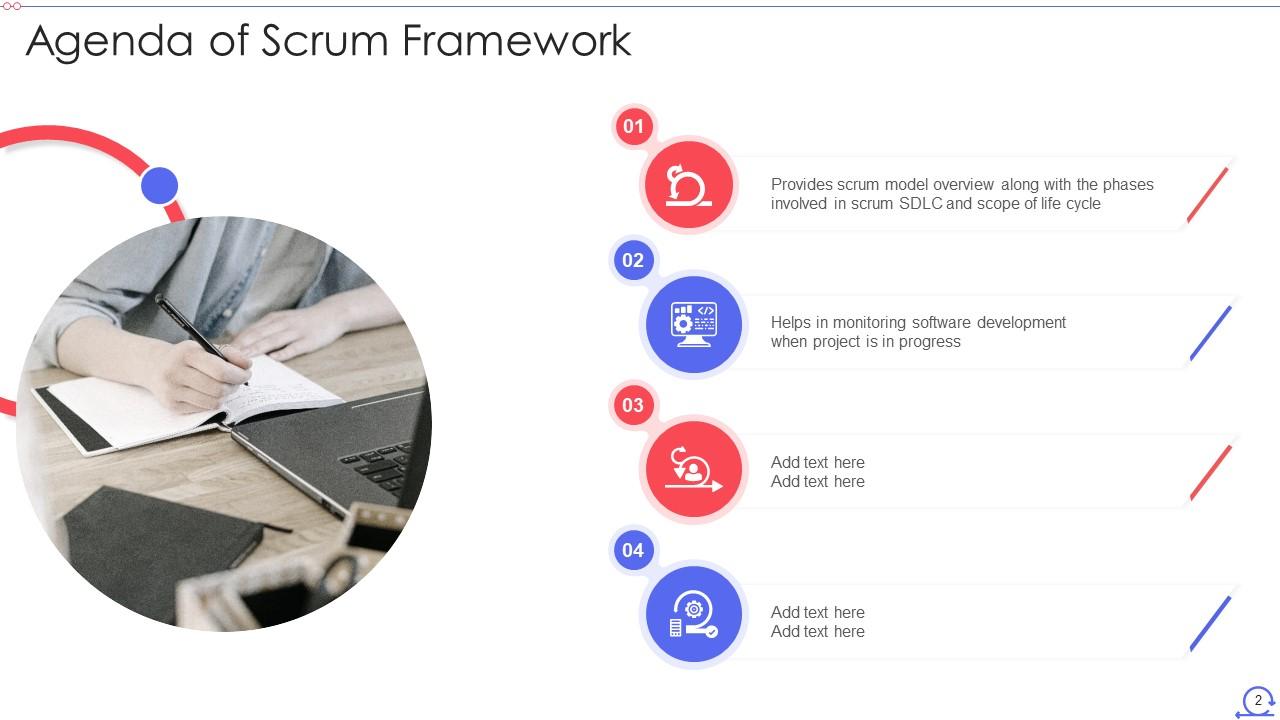 Agenda of Scrum Framework
01
Provides scrum model overview along with the phases
involved in scrum SDLC and scope of life cycle
02
Helps in monitoring software development
when project is in progress
03
Add text here
Add text here
04
Add text here
Add text here
2